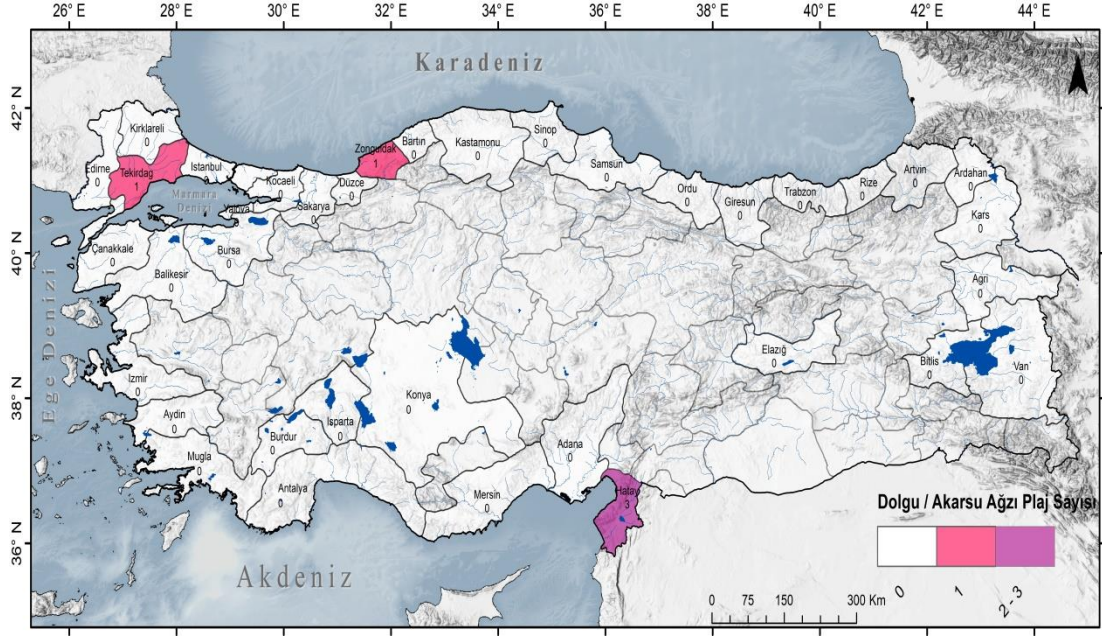 26° E 28° E 30° E 32° E 34° E 36° E 38° E 40° E 42° E 44° E
Karadeniz
N
42° N
Kirklareli
0
Sinop
0
Bartın
0
Kastamonu
0
Zonguldak
1
Edirne
0
Tekirdag
1
İstanbul
0
Kocaeli
0
Düzce
0
Sakarya
0
Samsun
0
Ordu
0
Giresun
0
Trabzon
0
Rize
0
Artvin
0
Ardahan
0
Marmara
Denizi
Yalova
Kars
0
40° N
Çanakkale
0
Bursa
0
Balikesir
0
Agri
0
Ege Denizi
Elazığ
0
Bitlis
0
Van
0
38° N
İzmir
0
Konya
0
Aydin
0
Isparta
0
Burdur
0
Adana
0
Mugla
0
Antalya
0
Mersin
0
Hatay
3
36° N
Akdeniz
Dolgu / Akarsu Ağzı Plaj Sayısı
0
1
2 - 3
0 75 150 300 Km